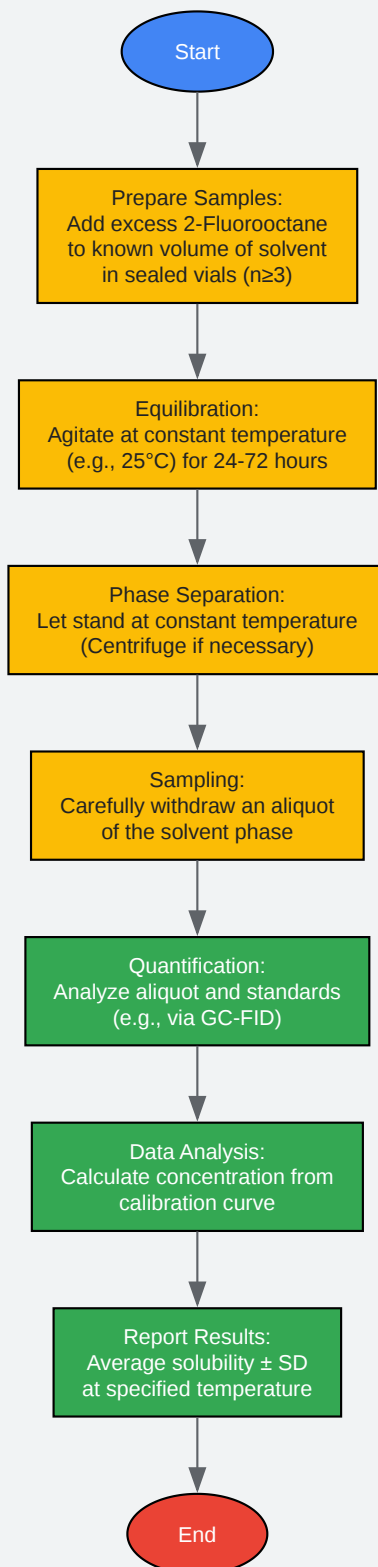 Start
Prepare Samples:
Add excess 2-Fluorooctane
to known volume of solvent
in sealed vials (n≥3)
Equilibration:
Agitate at constant temperature
(e.g., 25°C) for 24-72 hours
Phase Separation:
Let stand at constant temperature
(Centrifuge if necessary)
Sampling:
Carefully withdraw an aliquot
of the solvent phase
Quantification:
Analyze aliquot and standards
(e.g., via GC-FID)
Data Analysis:
Calculate concentration from
calibration curve
Report Results:
Average solubility ± SD
at specified temperature
End